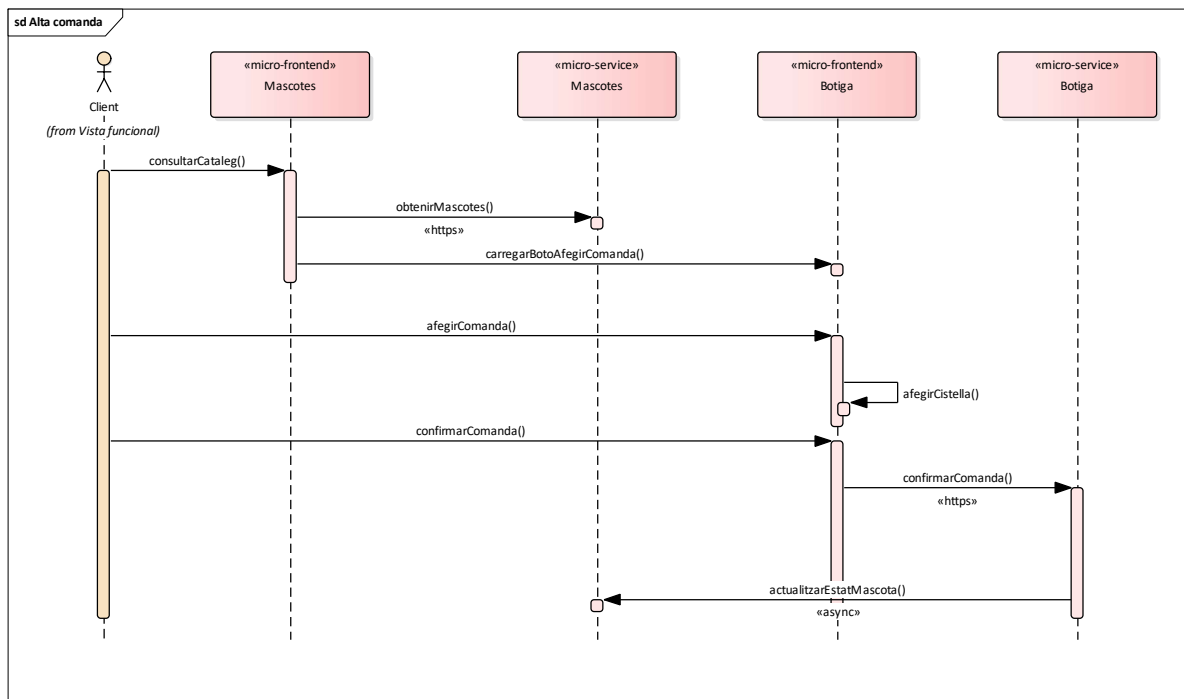 sd Alta comanda
«micro-frontend»
Mascotes
«micro-service»
Mascotes
«micro-frontend»
Botiga
«micro-service»
Botiga
Client
(from Vista funcional)
consultarCataleg()
obtenirMascotes()
«https»
carregarBotoAfegirComanda()
afegirComanda()
afegirCistella()
confirmarComanda()
confirmarComanda()
«https»
actualitzarEstatMascota()
«async»